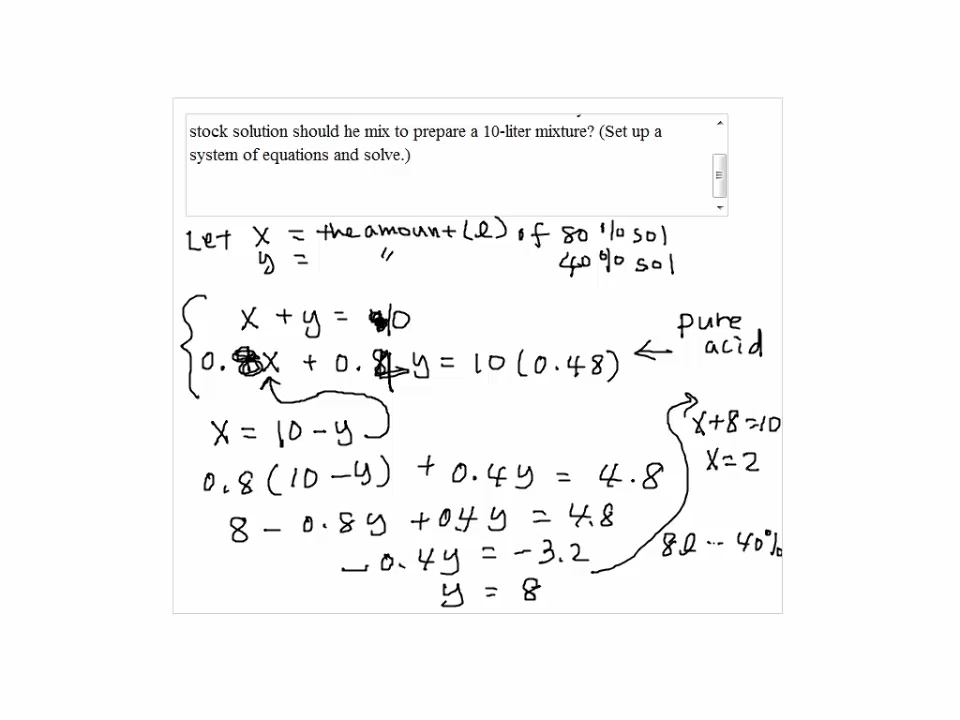 stock solution should he mix to prepare a 10-liter mixture? (Set up a
system of equations and solve.)
Let x = the amount (l) of 80% sol
y = " 40% sol
x + y = 10
0.8x + 0.4y = 10(0.48) ← pure acid
x = 10 - y
0.8(10 - y) + 0.4y = 4.8
8 - 0.8y + 04y = 4.8
- 0.4y = -3.2
y = 8
x + 8 = 10
x = 2
8l -- 40%